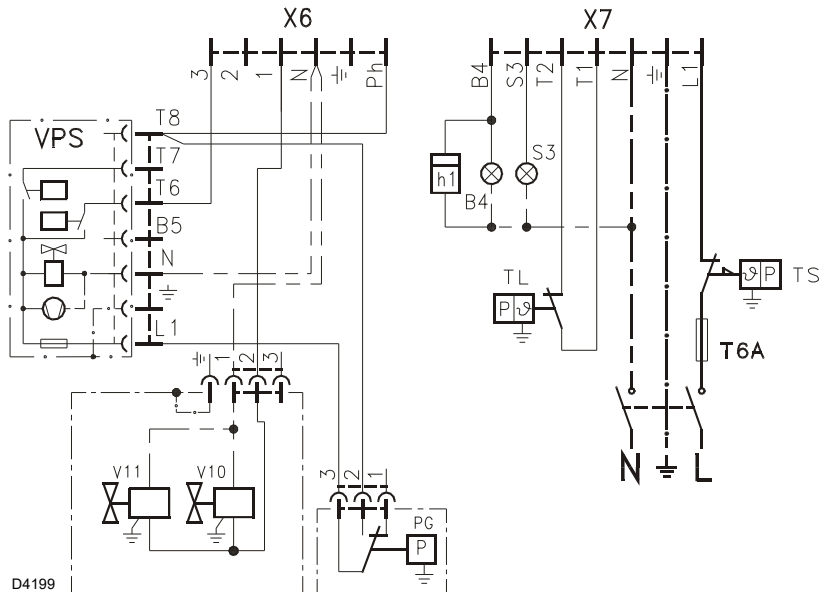 X6
3 2 1 N Ph
X7
B4 S3 T2 T1 N L1
VPS
T8
T7
T6
B5
N
L1
h1
B4
S3
TL
P ϑ
ϑ P
TS
T6A
N L
1 2 3
V11 V10
3 2 1
PG
P
D4199